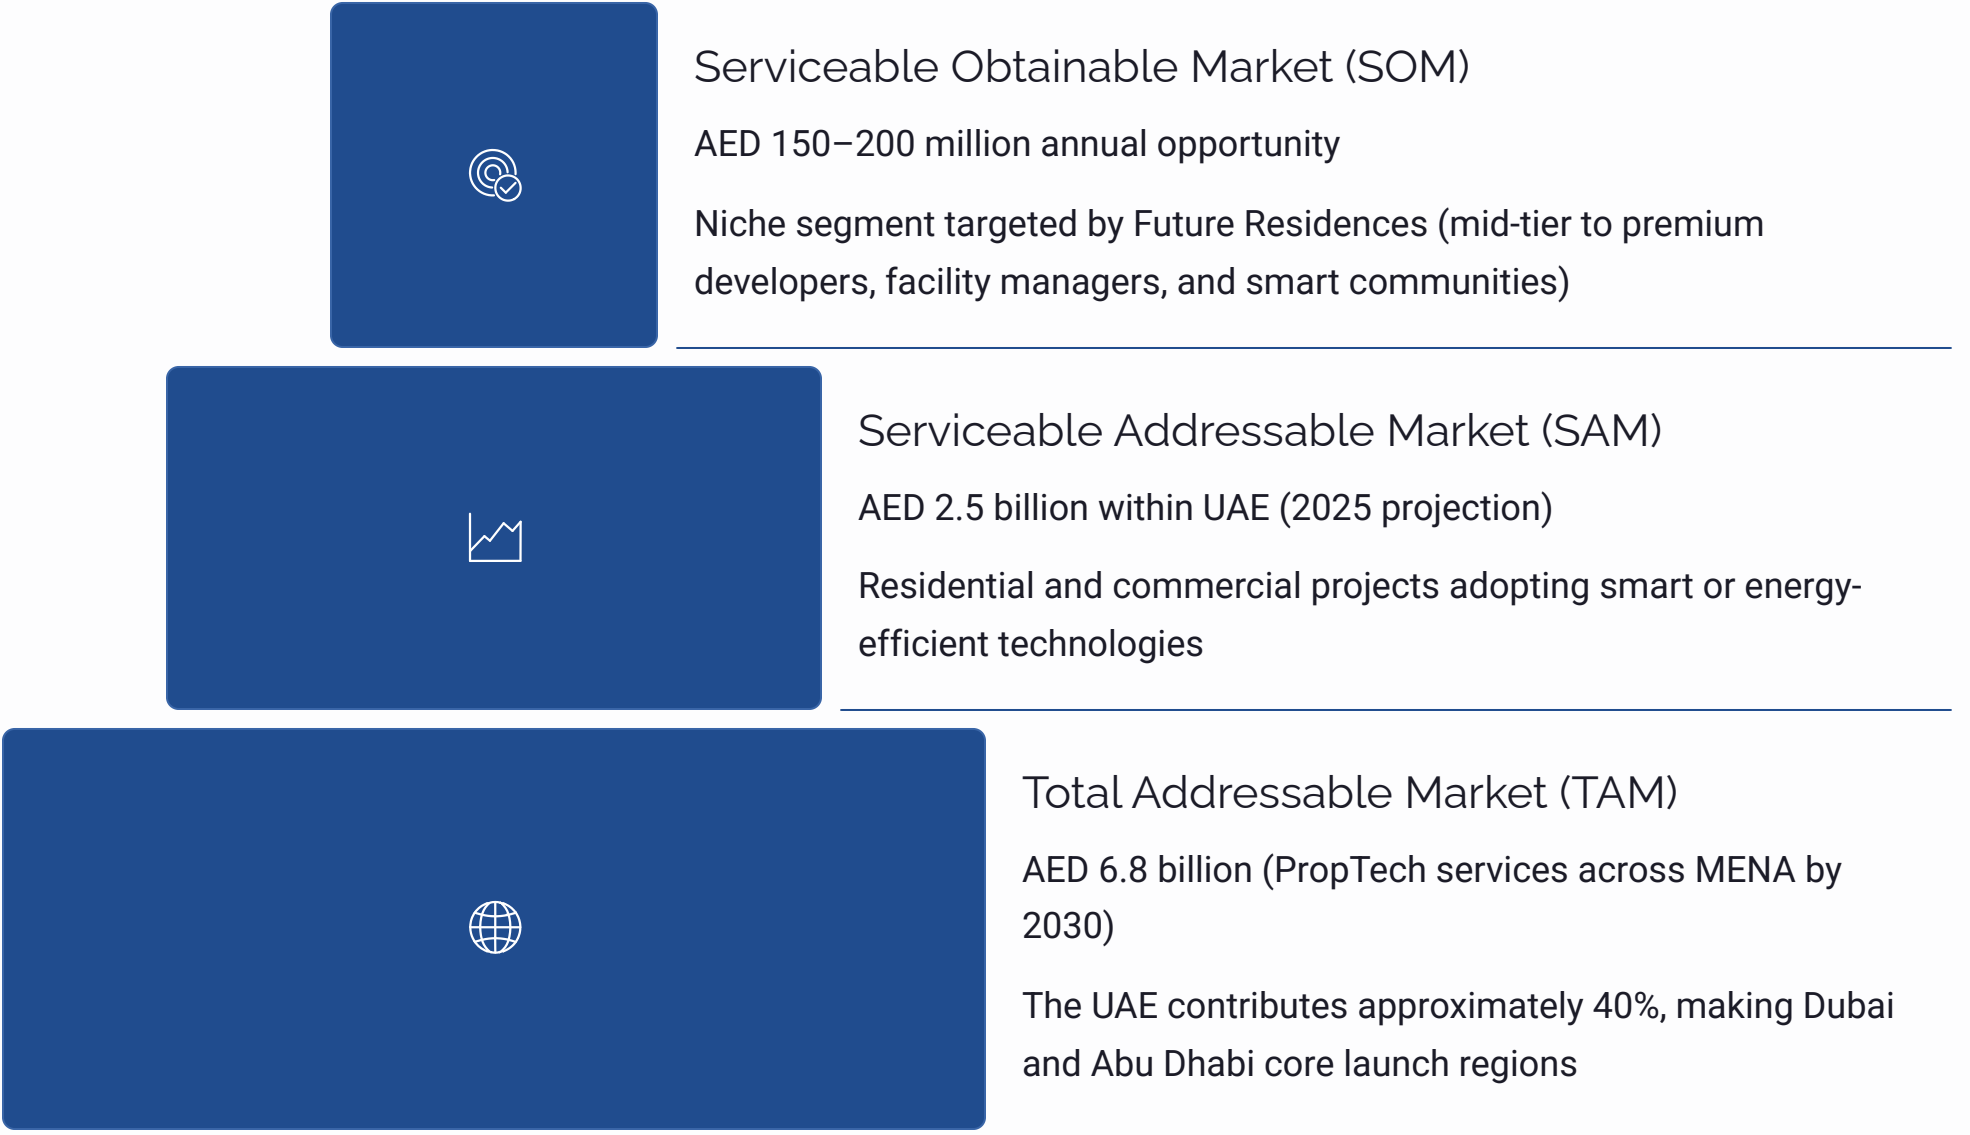 Serviceable Obtainable Market (SOM)
AED 150–200 million annual opportunity
Niche segment targeted by Future Residences (mid-tier to premium
developers, facility managers, and smart communities)
Serviceable Addressable Market (SAM)
AED 2.5 billion within UAE (2025 projection)
Residential and commercial projects adopting smart or energy-
efficient technologies
Total Addressable Market (TAM)
AED 6.8 billion (PropTech services across MENA by
2030)
The UAE contributes approximately 40%, making Dubai
and Abu Dhabi core launch regions